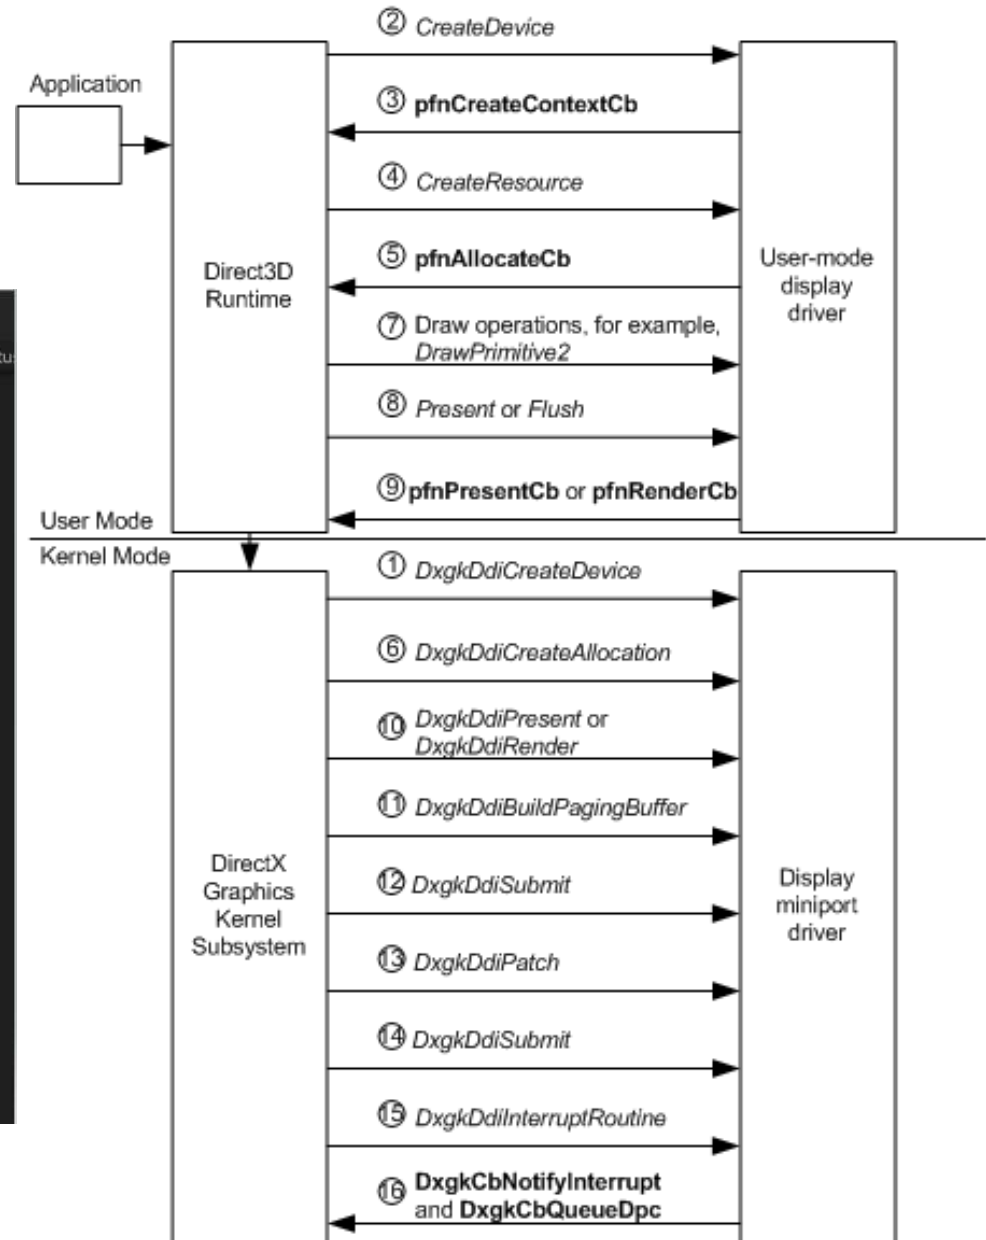 ② CreateDevice
Application
③ pfnCreateContextCb
④ CreateResource
⑤ pfnAllocateCb
Direct3D
Runtime
User-mode
display
driver
⑦ Draw operations, for example,
DrawPrimitive2
⑧ Present or Flush
⑨ pfnPresentCb or pfnRenderCb
User Mode
Kernel Mode
① DxgkDdiCreateDevice
⑥ DxgkDdiCreateAllocation
⑩ DxgkDdiPresent or
DxgkDdiRender
⑪ DxgkDdiBuildPagingBuffer
DirectX
Graphics
Kernel
Subsystem
⑫ DxgkDdiSubmit
Display
miniport
driver
⑬ DxgkDdiPatch
⑭ DxgkDdiSubmit
⑮ DxgkDdiInterruptRoutine
⑯ DxgkCbNotifyInterrupt
and DxgkCbQueueDpc